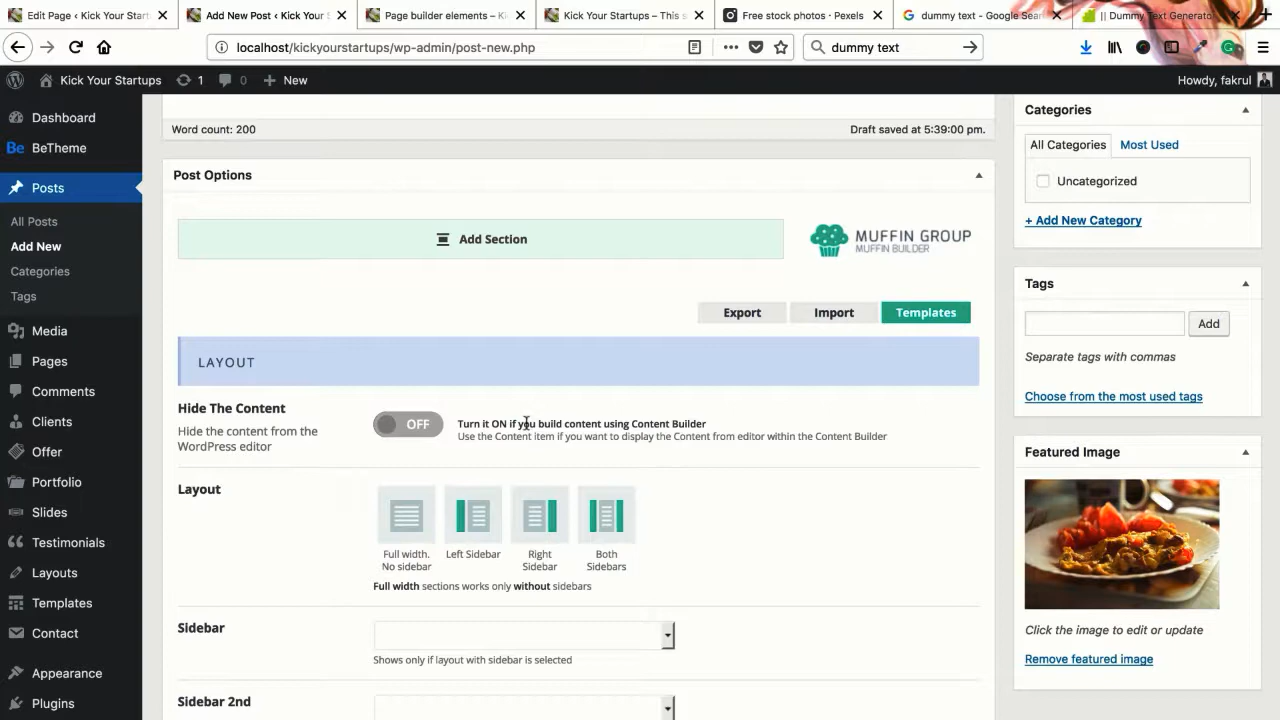 Edit Page ‹ Kick Your Startups
Add New Post ‹ Kick Your S
Page builder elements – Ki
Kick Your Startups – This s
Free stock photos · Pexels
dummy text - Google Sear
|| Dummy Text Generator
localhost/kickyourstartups/wp-admin/post-new.php
dummy text
Kick Your Startups
1
0
New
Howdy, fakrul
Dashboard
Be BeTheme
Posts
All Posts
Add New
Categories
Tags
Media
Pages
Comments
Clients
Offer
Portfolio
Slides
Testimonials
Layouts
Templates
Contact
Appearance
Plugins
Word count: 200
Draft saved at 5:39:00 pm.
Post Options
Add Section
MUFFIN GROUP
MUFFIN BUILDER
Export
Import
Templates
LAYOUT
Hide The Content
Hide the content from the
WordPress editor
OFF
Turn it ON if you build content using Content Builder
Use the Content item if you want to display the Content from editor within the Content Builder
Layout
Full width.
No sidebar
Left Sidebar
Right
Sidebar
Both
Sidebars
Full width sections works only without sidebars
Sidebar
Shows only if layout with sidebar is selected
Sidebar 2nd
Categories
All Categories
Most Used
Uncategorized
+ Add New Category
Tags
Add
Separate tags with commas
Choose from the most used tags
Featured Image
Click the image to edit or update
Remove featured image